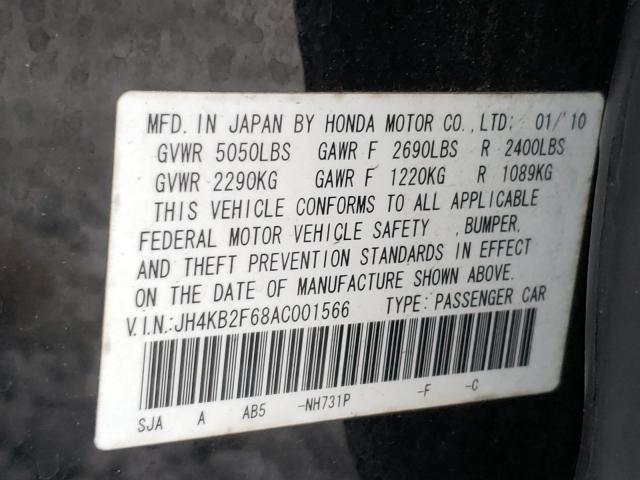 MFD. IN JAPAN BY HONDA MOTOR CO.,LTD; 01/'10
GVWR 5050LBS GAWR F 2690LBS R 2400LBS
GVWR 2290KG GAWR F 1220KG R 1089KG
THIS VEHICLE CONFORMS TO ALL APPLICABLE
FEDERAL MOTOR VEHICLE SAFETY ,BUMPER,
AND THEFT PREVENTION STANDARDS IN EFFECT
ON THE DATE OF MANUFACTURE SHOWN ABOVE.
V.I.N.:JH4KB2F68AC001566 TYPE: PASSENGER CAR
SJA A AB5 -NH731P -F -C